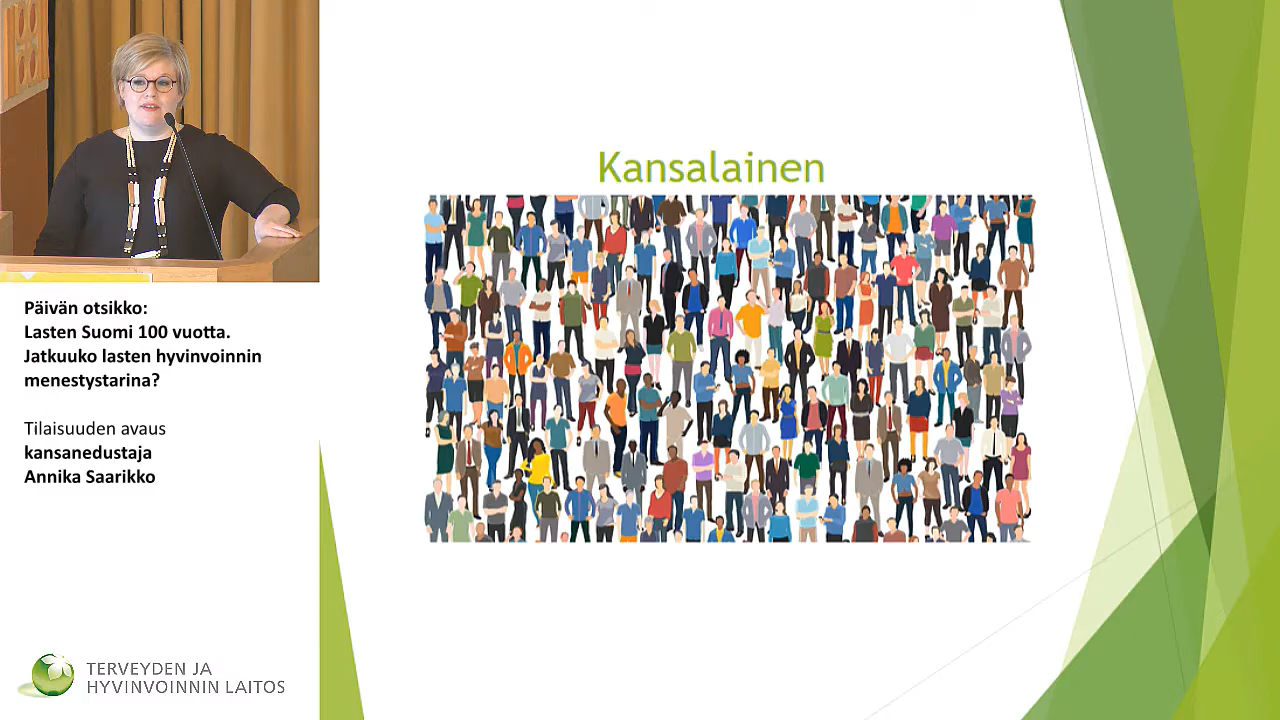 Kansalainen
Päivän otsikko:
Lasten Suomi 100 vuotta.
Jatkuuko lasten hyvinvoinnin
menestystarina?
Tilaisuuden avaus
kansanedustaja
Annika Saarikko
TERVEYDEN JA
HYVINVOINNIN LAITOS